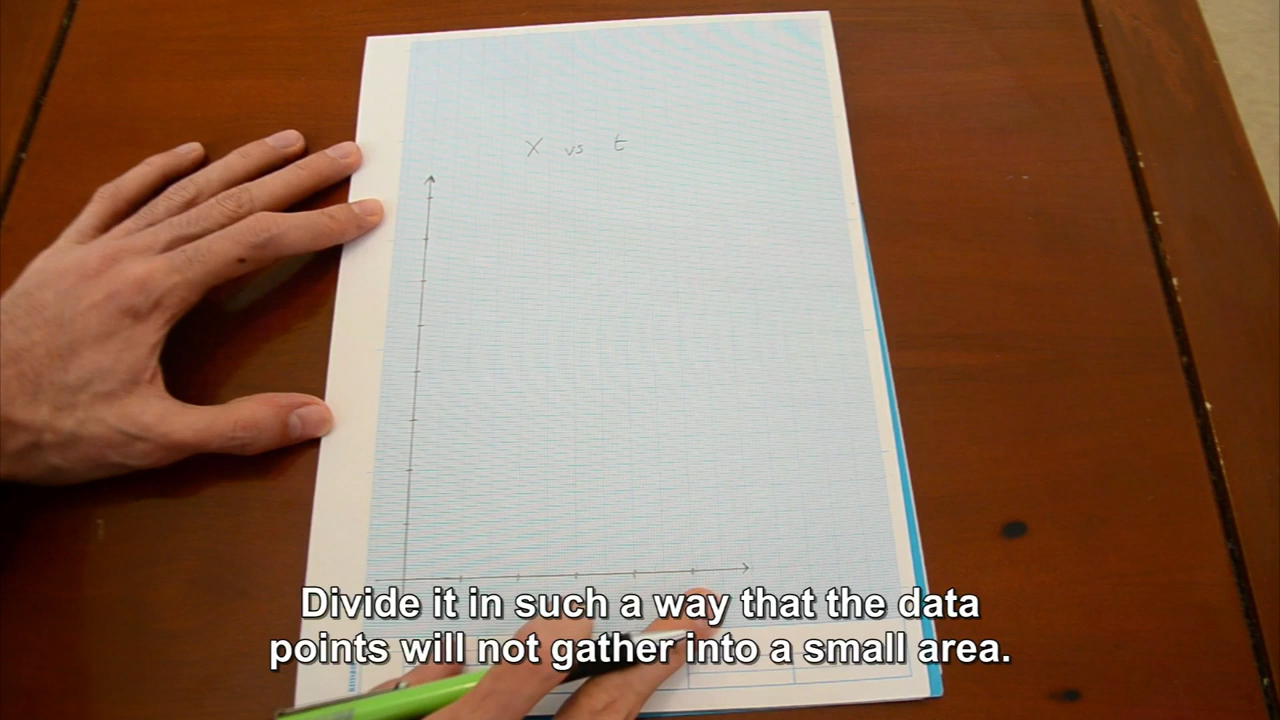 X vs t
Divide it in such a way that the data
points will not gather into a small area.